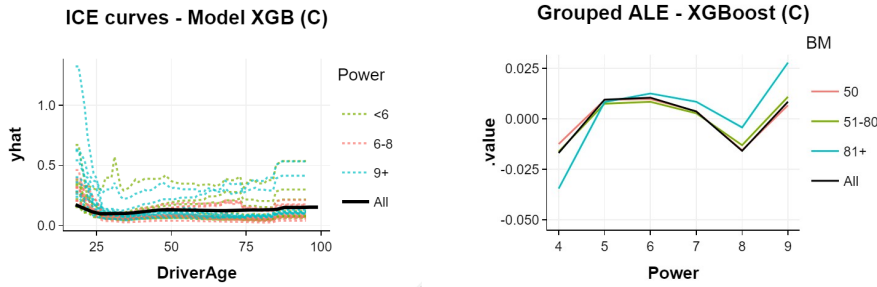 ICE curves - Model XGB (C)
yhat
1.0
0.5
0.0
25
50
75
100
DriverAge
Power
<6
6-8
9+
All
Grouped ALE - XGBoost (C)
.value
0.025
0.000
-0.025
-0.050
4
5
6
7
8
9
Power
BM
50
51-80
81+
All